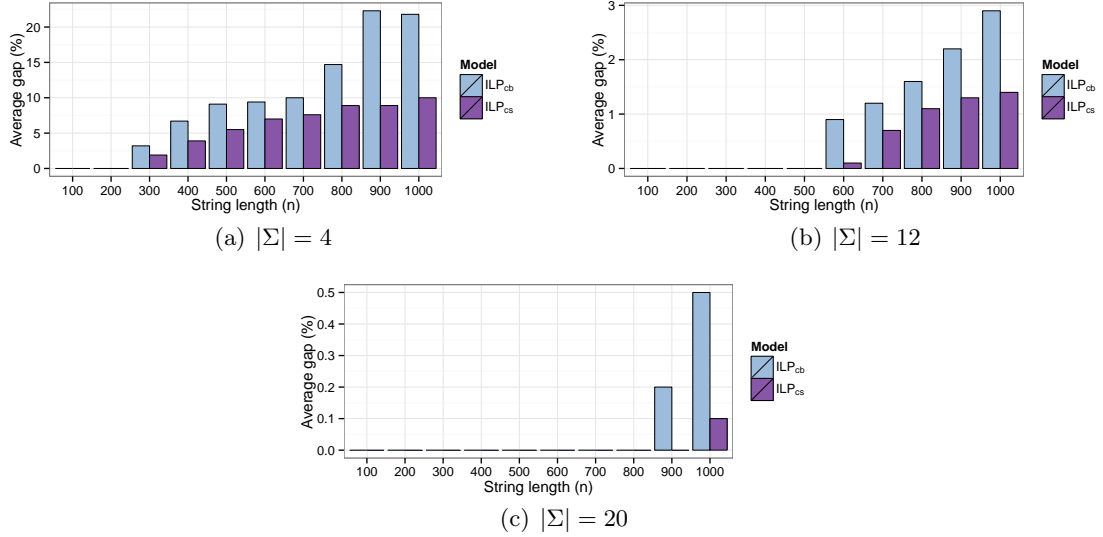 Average gap (%)
20
15
10
5
0
100 200 300 400 500 600 700 800 900 1000
String length (n)
Model
ILPcb
ILPcs
(a) |Σ| = 4
Average gap (%)
3
2
1
0
100 200 300 400 500 600 700 800 900 1000
String length (n)
Model
ILPcb
ILPcs
(b) |Σ| = 12
Average gap (%)
0.5
0.4
0.3
0.2
0.1
0.0
100 200 300 400 500 600 700 800 900 1000
String length (n)
Model
ILPcb
ILPcs
(c) |Σ| = 20